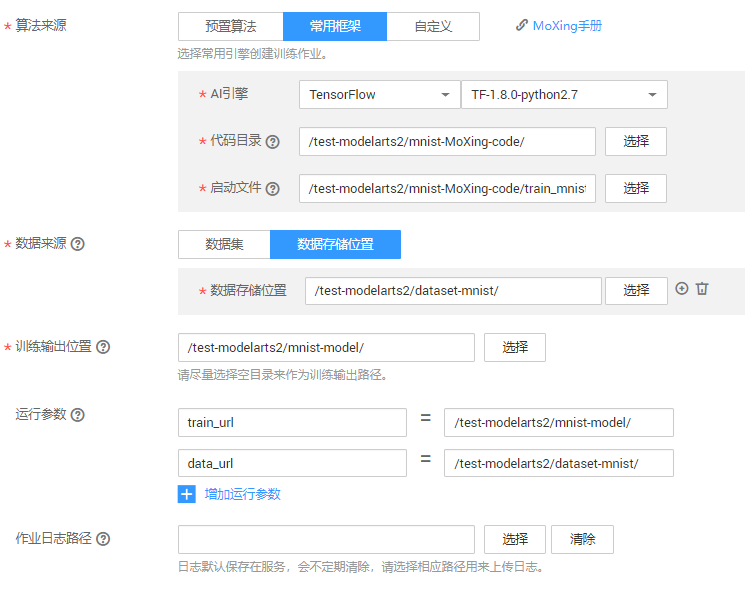 * 算法来源 预置算法 常用框架 自定义 MoXing手册
选择常用引擎创建训练作业。
* AI引擎 TensorFlow TF-1.8.0-python2.7
* 代码目录 ? /test-modelarts2/mnist-MoXing-code/ 选择
* 启动文件 ? /test-modelarts2/mnist-MoXing-code/train_mnist 选择
* 数据来源 ? 数据集 数据存储位置
* 数据存储位置 /test-modelarts2/dataset-mnist/ 选择
* 训练输出位置 ? /test-modelarts2/mnist-model/ 选择
请尽量选择空目录来作为训练输出路径。
运行参数 ? train_url = /test-modelarts2/mnist-model/
data_url = /test-modelarts2/dataset-mnist/
+ 增加运行参数
作业日志路径 ? 选择 清除
日志默认保存在服务，会不定期清除，请选择相应路径用来上传日志。